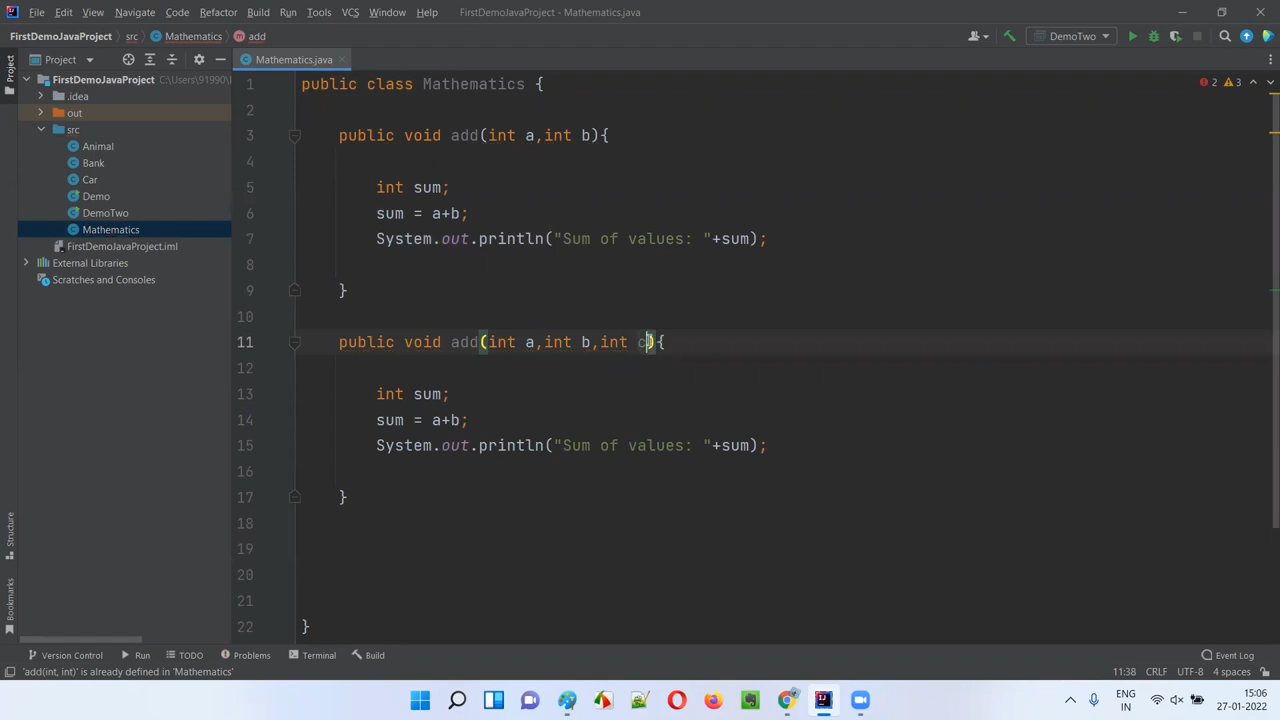 File Edit View Navigate Code Refactor Build Run Tools VCS Window Help FirstDemoJavaProject - Mathematics.java
FirstDemoJavaProject src Mathematics add DemoTwo
Project Mathematics.java
Project
FirstDemoJavaProject C:\Users\91990\
.idea
out
src
Animal
Bank
Car
Demo
DemoTwo
Mathematics
FirstDemoJavaProject.iml
External Libraries
Scratches and Consoles
2 3
1 public class Mathematics {
2
3 public void add(int a,int b){
4
5 int sum;
6 sum = a+b;
7 System.out.println("Sum of values: "+sum);
8
9 }
10
11 public void add(int a,int b,int c){
12
13 int sum;
14 sum = a+b;
15 System.out.println("Sum of values: "+sum);
16
17 }
18
19
20
21
22 }
Structure
Bookmarks
Version Control Run TODO Problems Terminal Build Event Log
'add(int, int)' is already defined in 'Mathematics' 11:38 CRLF UTF-8 4 spaces
ENG
IN
15:06
27-01-2022